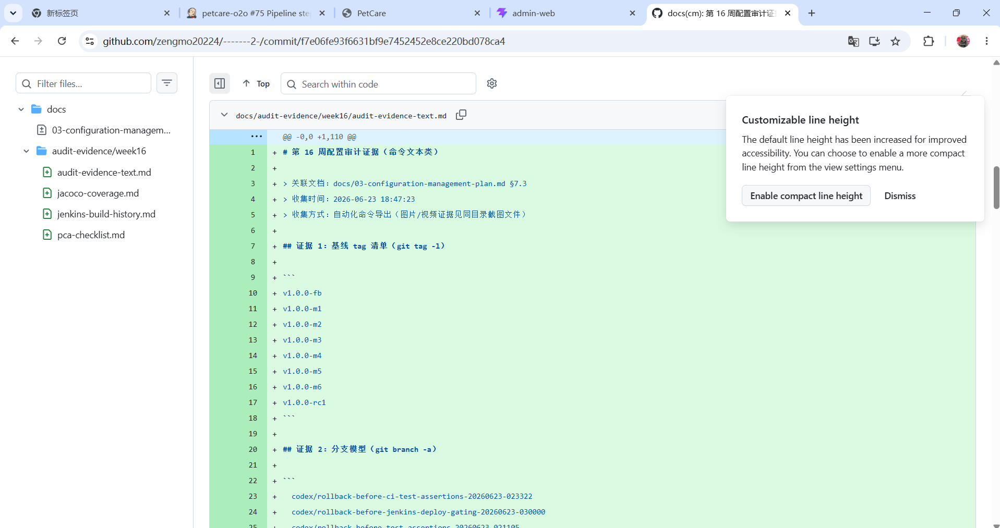 新标签页
petcare-o2o #75 Pipeline ste
PetCare
admin-web
docs(cm): 第 16 周配置审计证
github.com/zengmo20224/-------2-/commit/f7e06fe93f6631bf9e7452452e8ce220bd078ca4
Filter files...
Top
Search within code
docs
03-configuration-managem...
audit-evidence/week16
audit-evidence-text.md
jacoco-coverage.md
jenkins-build-history.md
pca-checklist.md
docs/audit-evidence/week16/audit-evidence-text.md
@@ -0,0 +1,110 @@
1 + # 第 16 周配置审计证据（命令文本类）
2 +
3 + > 关联文档：docs/03-configuration-management-plan.md §7.3
4 + > 收集时间：2026-06-23 18:47:23
5 + > 收集方式：自动化命令导出（图片/视频证据见同目录截图文件）
6 +
7 + ## 证据 1：基线 tag 清单（git tag -l）
8 +
9 + ```
10 + v1.0.0-fb
11 + v1.0.0-m1
12 + v1.0.0-m2
13 + v1.0.0-m3
14 + v1.0.0-m4
15 + v1.0.0-m5
16 + v1.0.0-m6
17 + v1.0.0-rc1
18 + ```
19 +
20 + ## 证据 2：分支模型（git branch -a）
21 +
22 + ```
23 + codex/rollback-before-ci-test-assertions-20260623-023322
24 + codex/rollback-before-jenkins-deploy-gating-20260623-030000
25 + codex/rollback-before-test-assertions-20260623-021105
Customizable line height
The default line height has been increased for improved
accessibility. You can choose to enable a more compact
line height from the view settings menu.
Enable compact line height
Dismiss